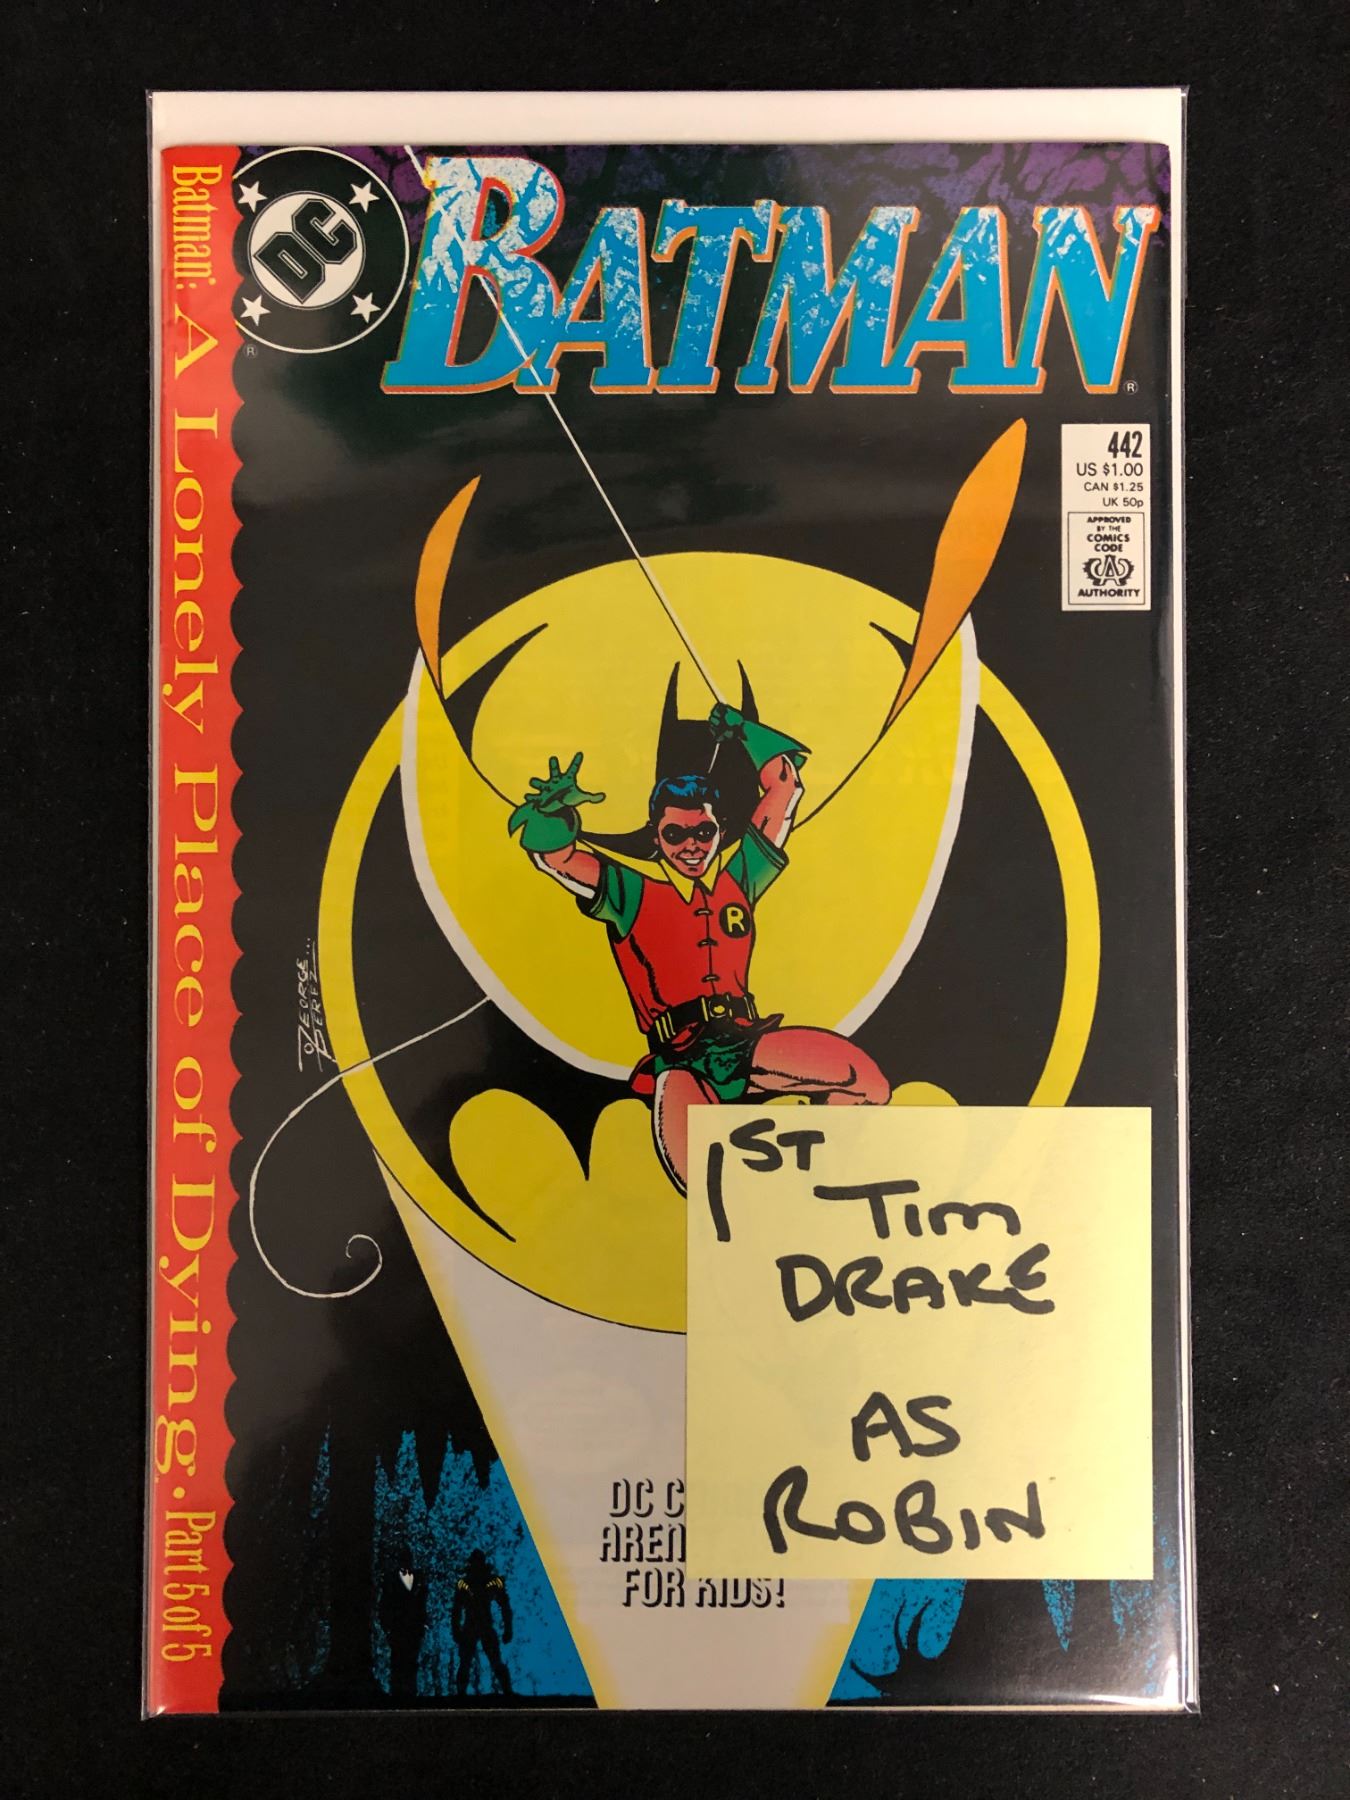 Batman: A Lonely Place of Dying. Part 5 of 5
DC
®
BATMAN
®
442
US $1.00
CAN $1.25
UK 50p
APPROVED
BY THE
COMICS
CODE
CA
AUTHORITY
R
GEORGE...
PEREZ
1ST
TIM
DRAKE
AS
ROBIN
DC
AREN
FOR KIDS!